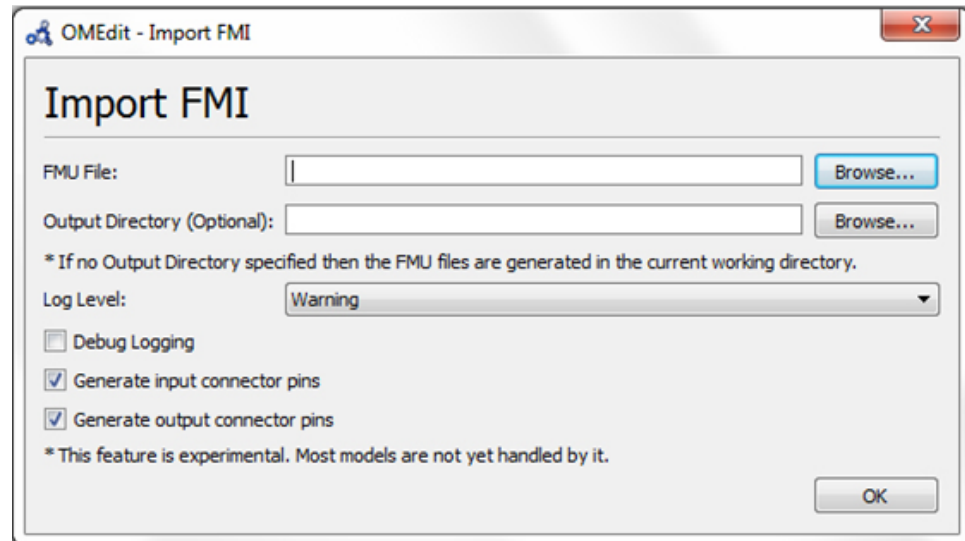 OMEdit - Import FMI
Import FMI
FMU File:
Browse...
Output Directory (Optional):
Browse...
* If no Output Directory specified then the FMU files are generated in the current working directory.
Log Level:
Warning
Debug Logging
Generate input connector pins
Generate output connector pins
* This feature is experimental. Most models are not yet handled by it.
OK